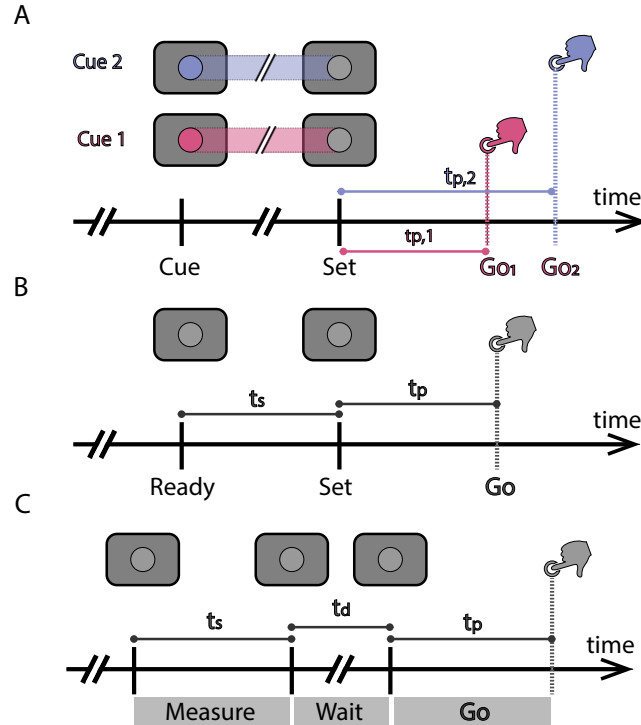 A
Cue 2
Cue 1
tp,2
time
tp,1
Cue
Set
Go1
Go2
B
ts
tp
time
Ready
Set
Go
C
ts
td
tp
time
Measure
Wait
Go